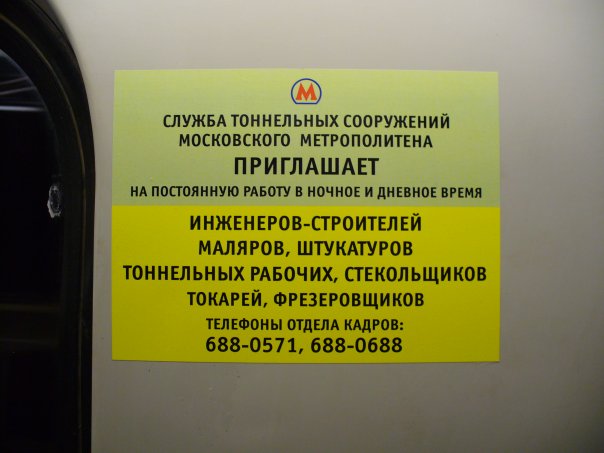 М
СЛУЖБА ТОННЕЛЬНЫХ СООРУЖЕНИЙ
МОСКОВСКОГО МЕТРОПОЛИТЕНА
ПРИГЛАШАЕТ
НА ПОСТОЯННУЮ РАБОТУ В НОЧНОЕ И ДНЕВНОЕ ВРЕМЯ
ИНЖЕНЕРОВ-СТРОИТЕЛЕЙ
МАЛЯРОВ, ШТУКАТУРОВ
ТОННЕЛЬНЫХ РАБОЧИХ, СТЕКОЛЬЩИКОВ
ТОКАРЕЙ, ФРЕЗЕРОВЩИКОВ
ТЕЛЕФОНЫ ОТДЕЛА КАДРОВ:
688-0571, 688-0688